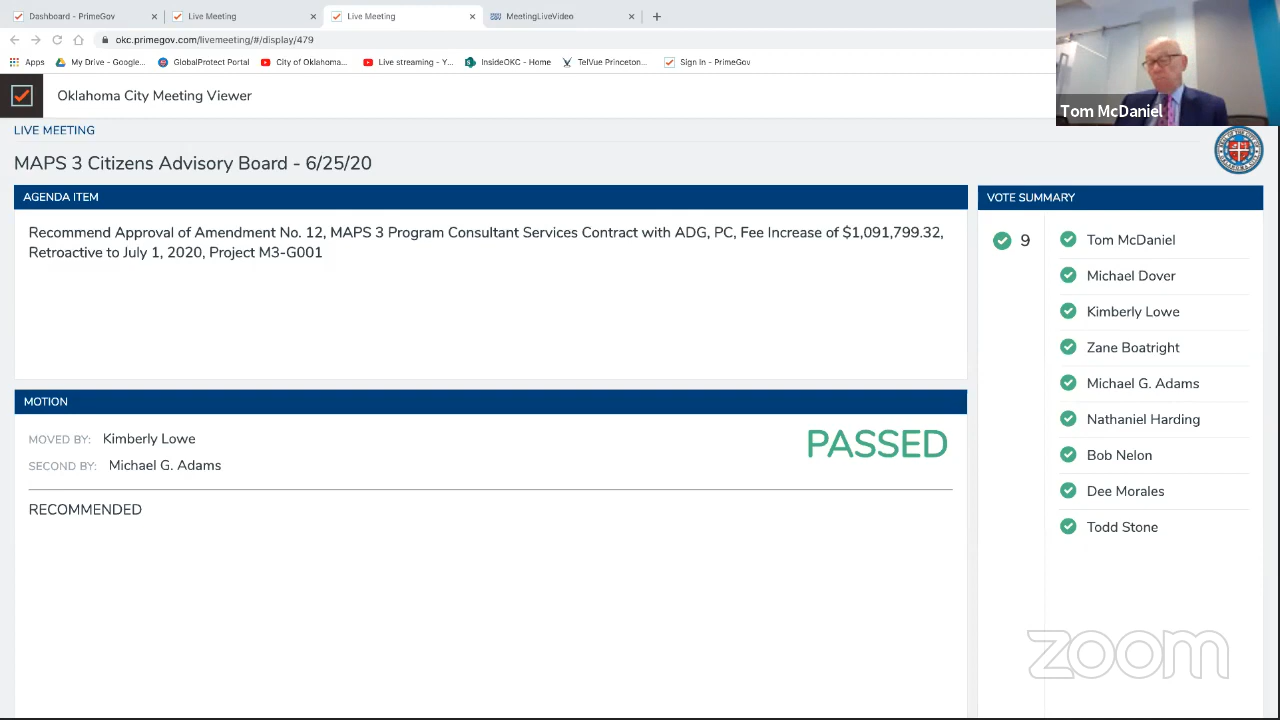 Dashboard - PrimeGov
Live Meeting
Live Meeting
MeetingLiveVideo
okc.primegov.com/livemeeting/#/display/479
Apps
My Drive - Google...
GlobalProtect Portal
City of Oklahoma...
Live streaming - Y...
InsideOKC - Home
TelVue Princeton...
Sign In - PrimeGov
Tom McDaniel
Oklahoma City Meeting Viewer
LIVE MEETING
MAPS 3 Citizens Advisory Board - 6/25/20
AGENDA ITEM
Recommend Approval of Amendment No. 12, MAPS 3 Program Consultant Services Contract with ADG, PC, Fee Increase of $1,091,799.32,
Retroactive to July 1, 2020, Project M3-G001
MOTION
MOVED BY: Kimberly Lowe
SECOND BY: Michael G. Adams
PASSED
RECOMMENDED
VOTE SUMMARY
9
Tom McDaniel
Michael Dover
Kimberly Lowe
Zane Boatright
Michael G. Adams
Nathaniel Harding
Bob Nelon
Dee Morales
Todd Stone
zoom